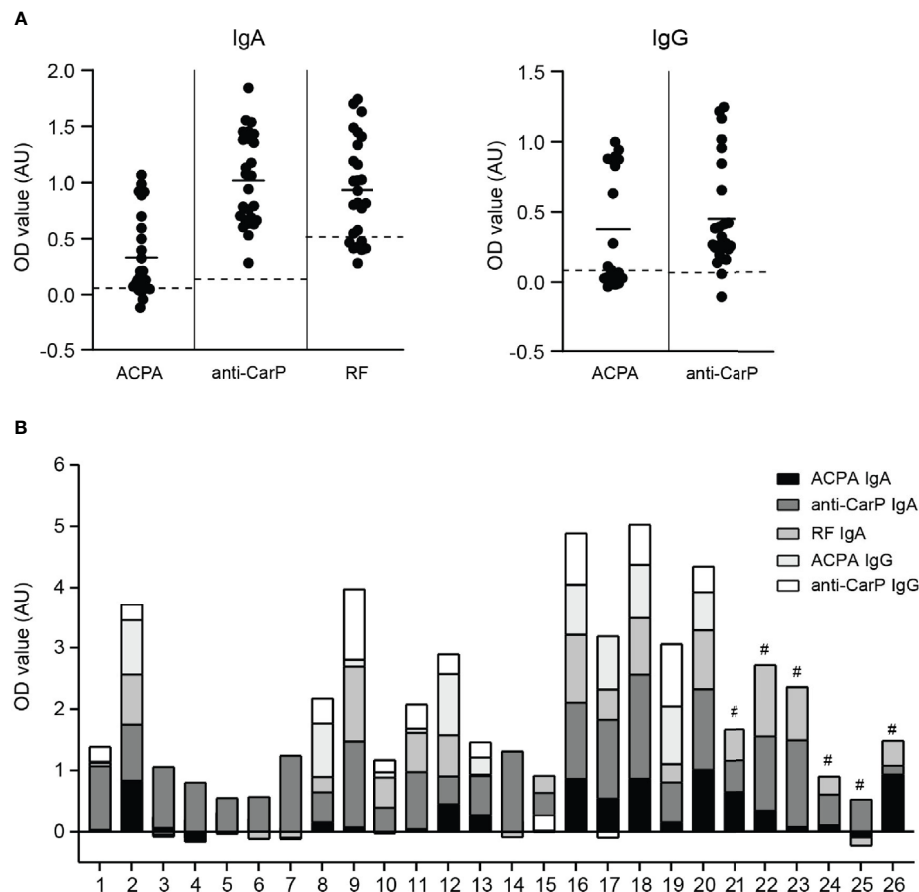 A
IgA
IgG
2.0
1.5
1.0
0.5
0.0
-0.5
OD value (AU)
ACPA anti-CarP RF
1.5
1.0
0.5
0.0
-0.5
OD value (AU)
ACPA anti-CarP
B
6
5
4
3
2
1
0
OD value (AU)
ACPA IgA
anti-CarP IgA
RF IgA
ACPA IgG
anti-CarP IgG
# # # # # #
1 2 3 4 5 6 7 8 9 10 11 12 13 14 15 16 17 18 19 20 21 22 23 24 25 26